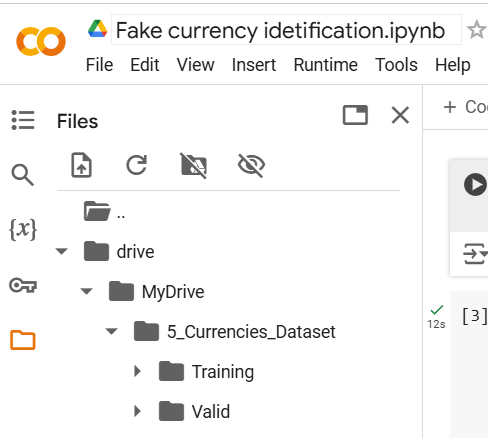 Fake currency idetification.ipynb
File Edit View Insert Runtime Tools Help
Files
+ Co
..
drive
{x}
MyDrive
5_Currencies_Dataset
[3]
12s
Training
Valid